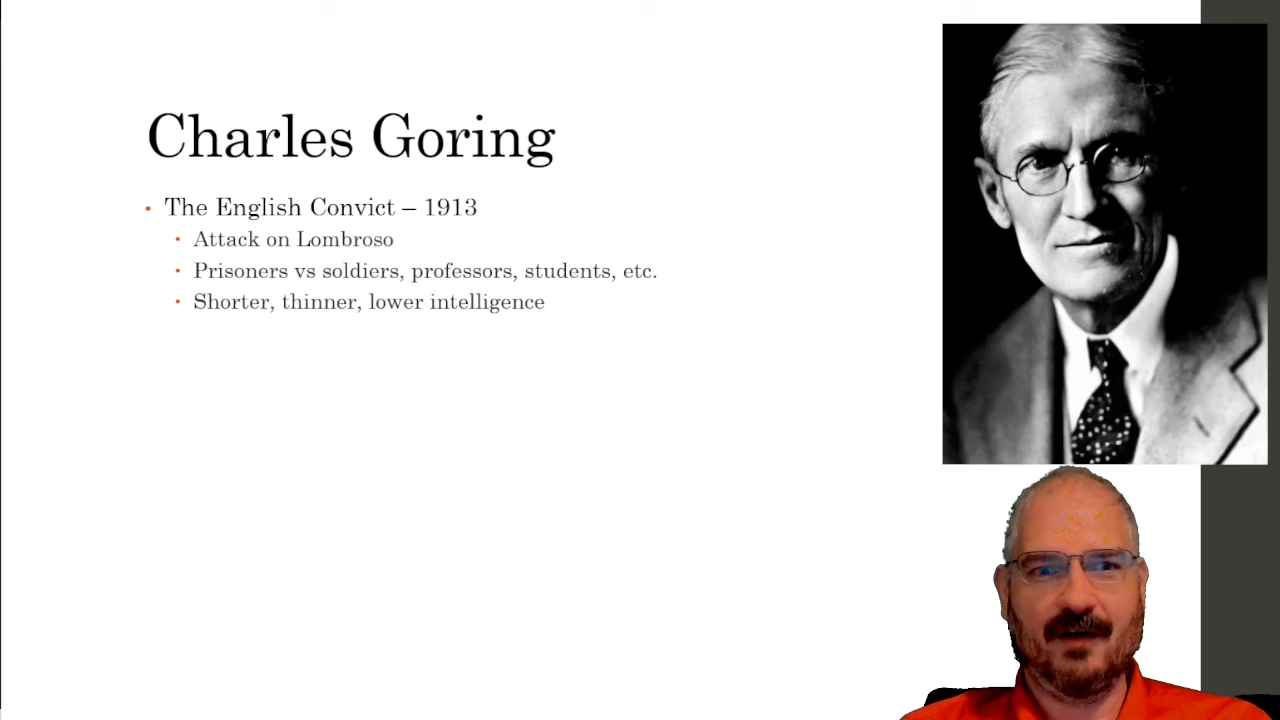 Charles Goring
• The English Convict – 1913
• Attack on Lombroso
• Prisoners vs soldiers, professors, students, etc.
• Shorter, thinner, lower intelligence